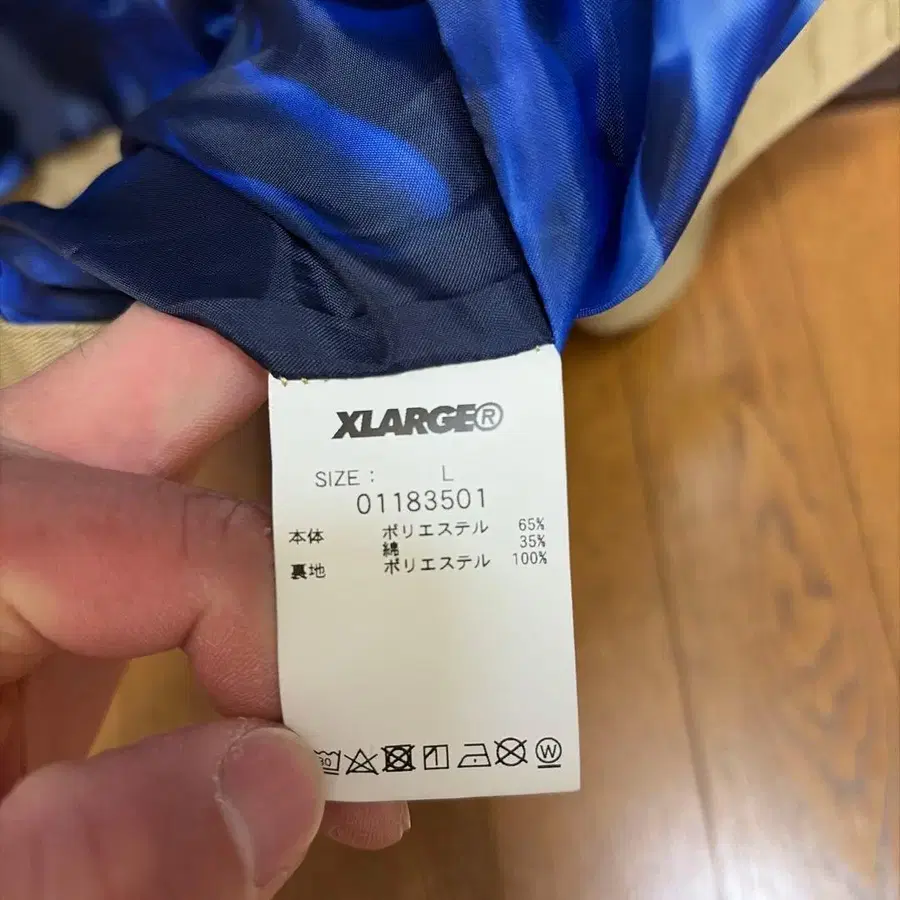 XLARGE®
SIZE : L
01183501
本体 ポリエステル 65%
綿 35%
裏地 ポリエステル 100%
30
W